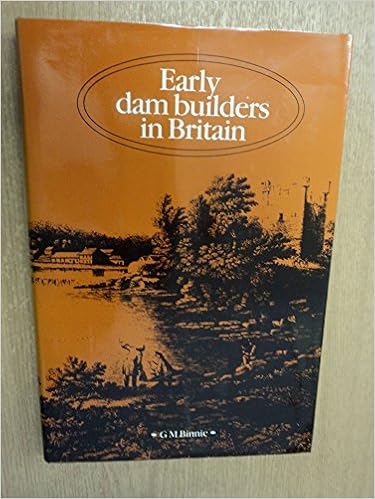 Early
dam builders
in Britain
• G M Binnie •